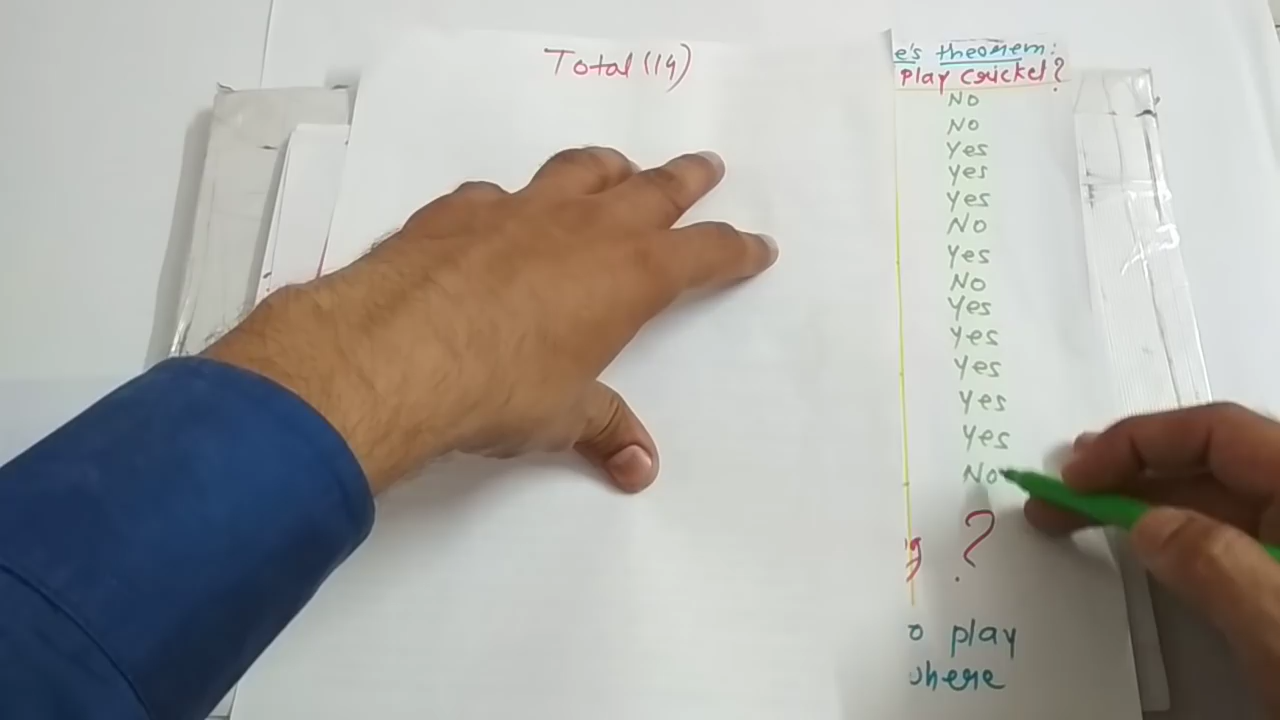 Total (14)
e's theorem:
Play cricket?
No
No
Yes
Yes
Yes
No
Yes
No
Yes
Yes
Yes
Yes
Yes
No
?
o play
where